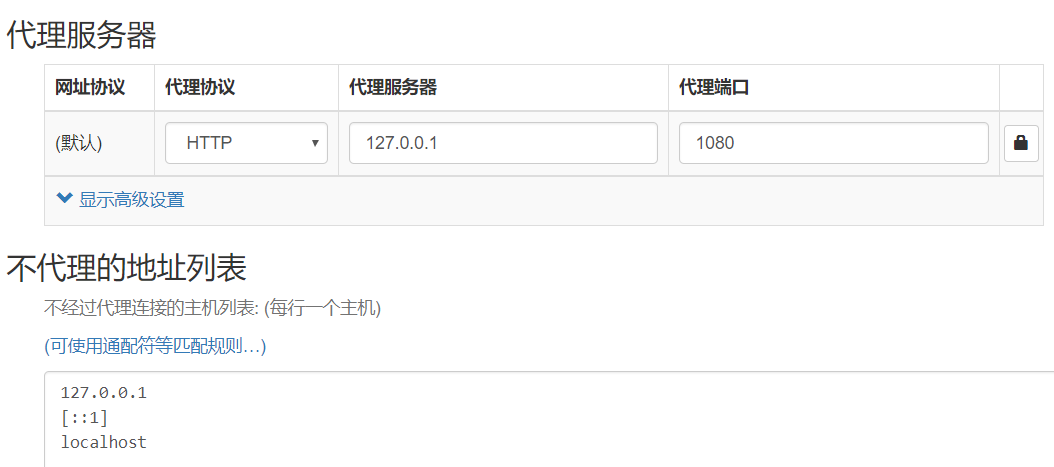 代理服务器
网址协议 代理协议 代理服务器 代理端口
(默认) HTTP 127.0.0.1 1080
显示高级设置
不代理的地址列表
不经过代理连接的主机列表: (每行一个主机)
(可使用通配符等匹配规则…)
127.0.0.1
[::1]
localhost